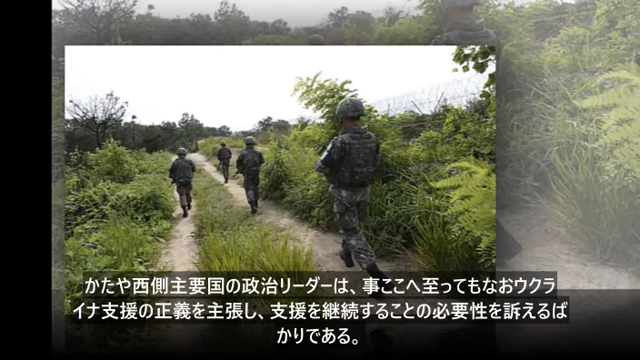 かたや西側主要国の政治リーダーは、事ここへ至ってもなおウクラ
イナ支援の正義を主張し、支援を継続することの必要性を訴えるば
かりである。